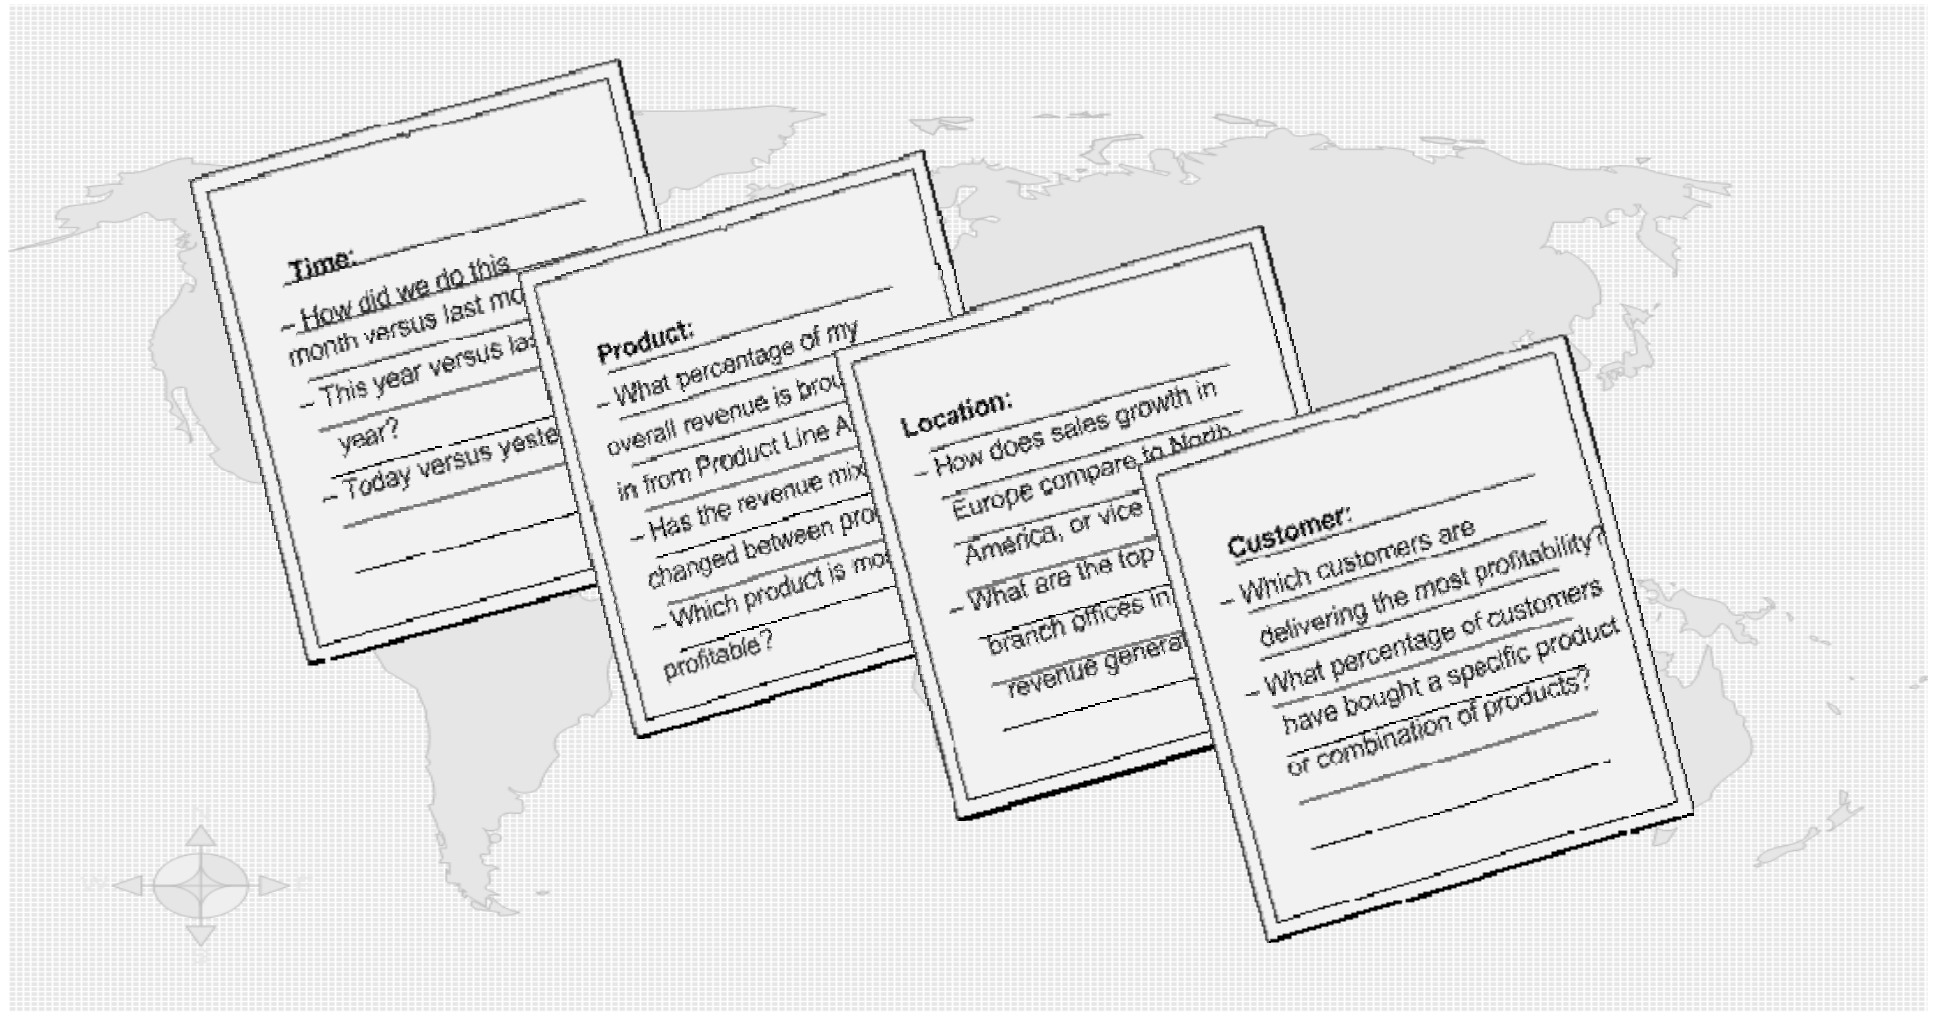 Time:
– How did we do this
month versus last mo
– This year versus las
year?
– Today versus yeste
Product:
– What percentage of my
overall revenue is brou
in from Product Line A
– Has the revenue mix
changed between pro
– Which product is mo
profitable?
Location:
– How does sales growth in
Europe compare to North
America, or vice
– What are the top
branch offices in
revenue genera
Customer:
– Which customers are
delivering the most profitability?
– What percentage of customers
have bought a specific product
or combination of products?